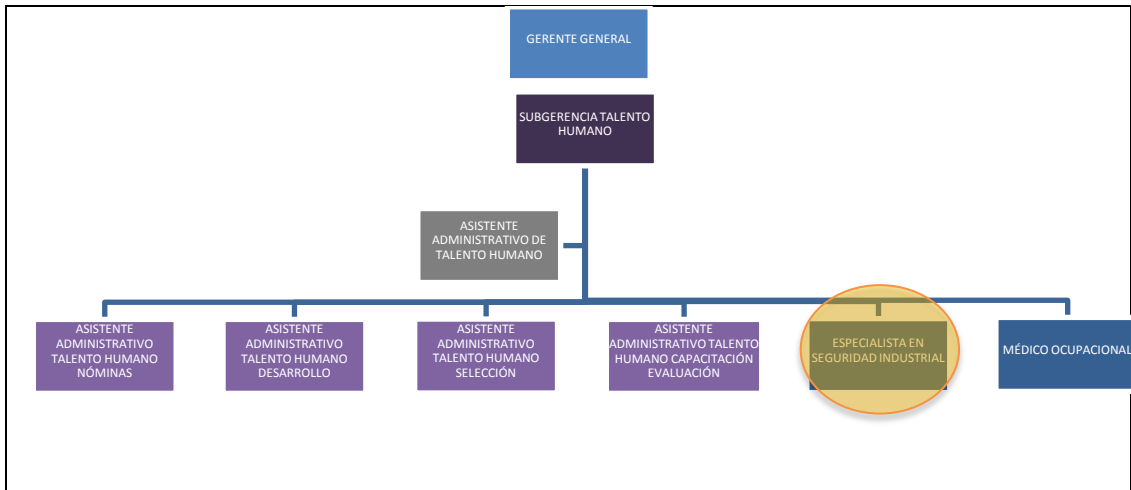 GERENTE GENERAL
SUBGERENCIA TALENTO
HUMANO
ASISTENTE
ADMINISTRATIVO DE
TALENTO HUMANO
ASISTENTE
ADMINISTRATIVO
TALENTO HUMANO
NÓMINAS
ASISTENTE
ADMINISTRATIVO
TALENTO HUMANO
DESARROLLO
ASISTENTE
ADMINISTRATIVO
TALENTO HUMANO
SELECCIÓN
ASISTENTE
ADMINISTRATIVO TALENTO
HUMANO CAPACITACIÓN
EVALUACIÓN
ESPECIALISTA EN
SEGURIDAD INDUSTRIAL
MÉDICO OCUPACIONAL